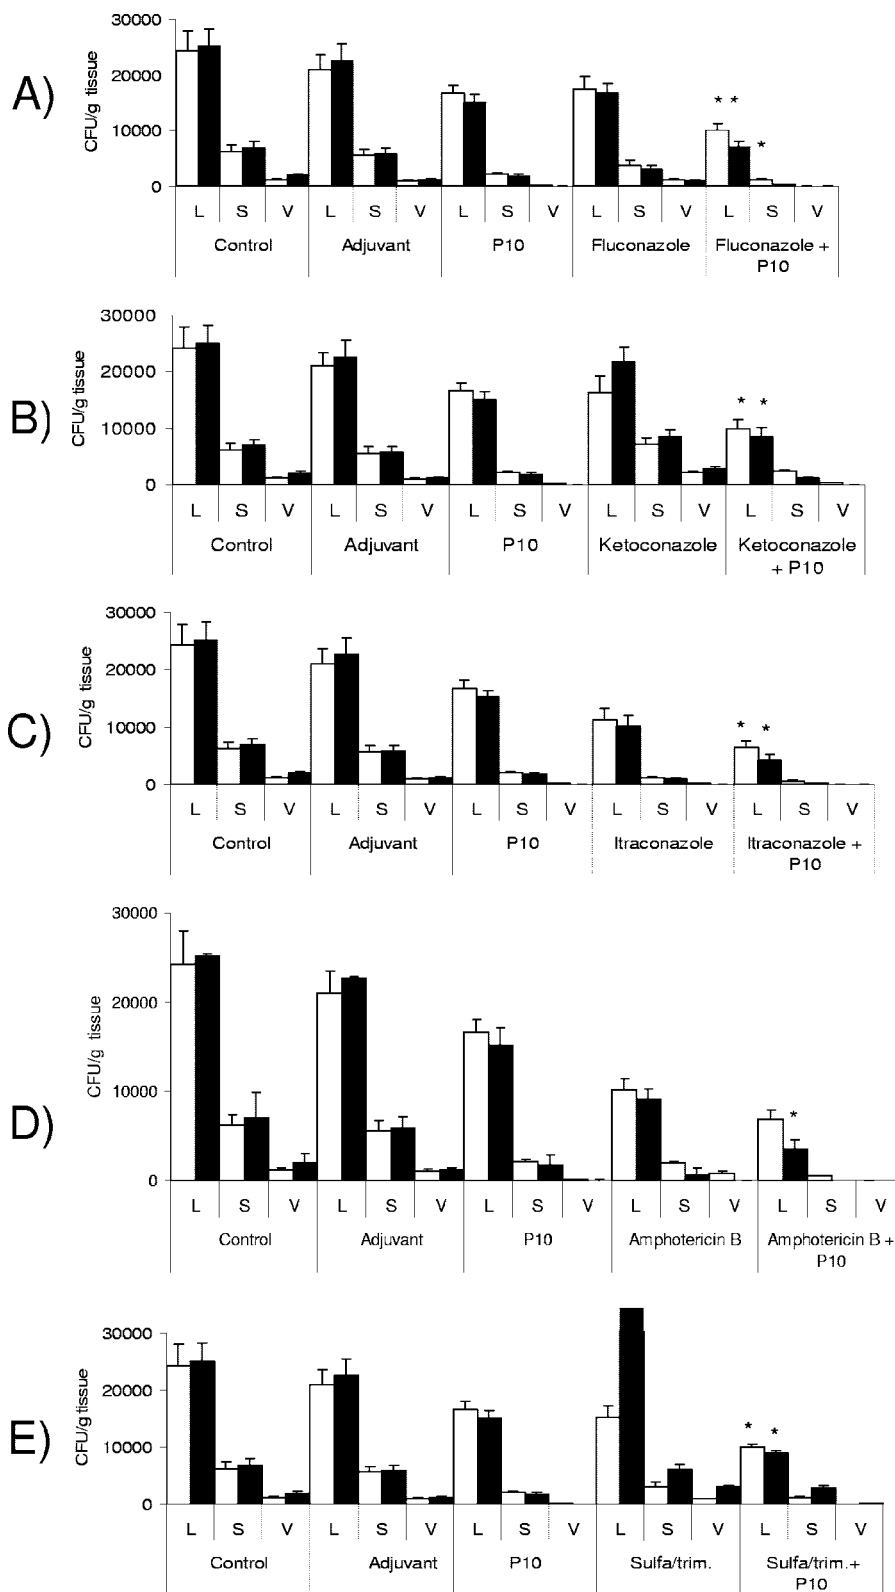 A)
CFU/g tissue
30000
20000
10000
0
* * *
L S V L S V L S V L S V L S V
Control Adjuvant P10 Fluconazole Fluconazole +
P10
B)
CFU/g tissue
30000
20000
10000
0
* *
L S V L S V L S V L S V L S V
Control Adjuvant P10 Ketoconazole Ketoconazole
+ P10
C)
CFU/g tissue
30000
20000
10000
0
* *
L S V L S V L S V L S V L S V
Control Adjuvant P10 Itraconazole Itraconazole +
P10
D)
CFU/g tissue
30000
20000
10000
0
*
L S V L S V L S V L S V L S V
Control Adjuvant P10 Amphotericin B Amphotericin B +
P10
E)
CFU/g tissue
30000
20000
10000
0
* *
L S V L S V L S V L S V L S V
Control Adjuvant P10 Sulfa/trim. Sulfa/trim.+
P10